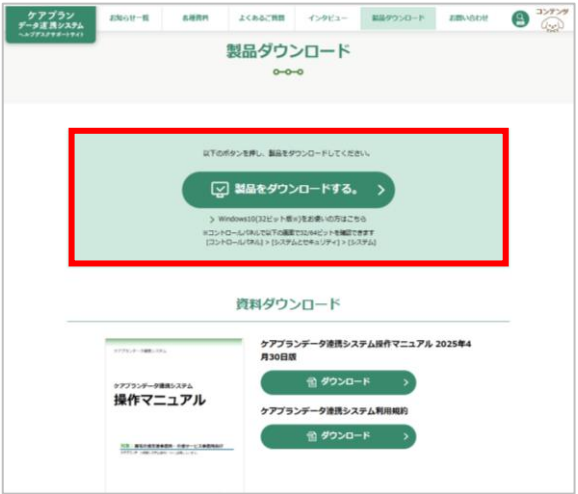 ケアプラン
データ連携システム
ヘルプデスクサポートサイト
お知らせ一覧
各種資料
よくあるご質問
インタビュー
製品ダウンロード
お問い合わせ
コンテンツ
製品ダウンロード
以下のボタンを押し、製品をダウンロードしてください。
製品をダウンロードする。
Windows10(32ビット版※)をお使いの方はこちら
※コントロールパネルで以下の画面で32/64ビットを確認できます
[コントロールパネル] > [システムとセキュリティ] > [システム]
資料ダウンロード
ケアプランデータ連携システム
操作マニュアル
ケアプランデータ連携システム操作マニュアル 2025年4
月30日版
ダウンロード
ケアプランデータ連携システム利用規約
ダウンロード